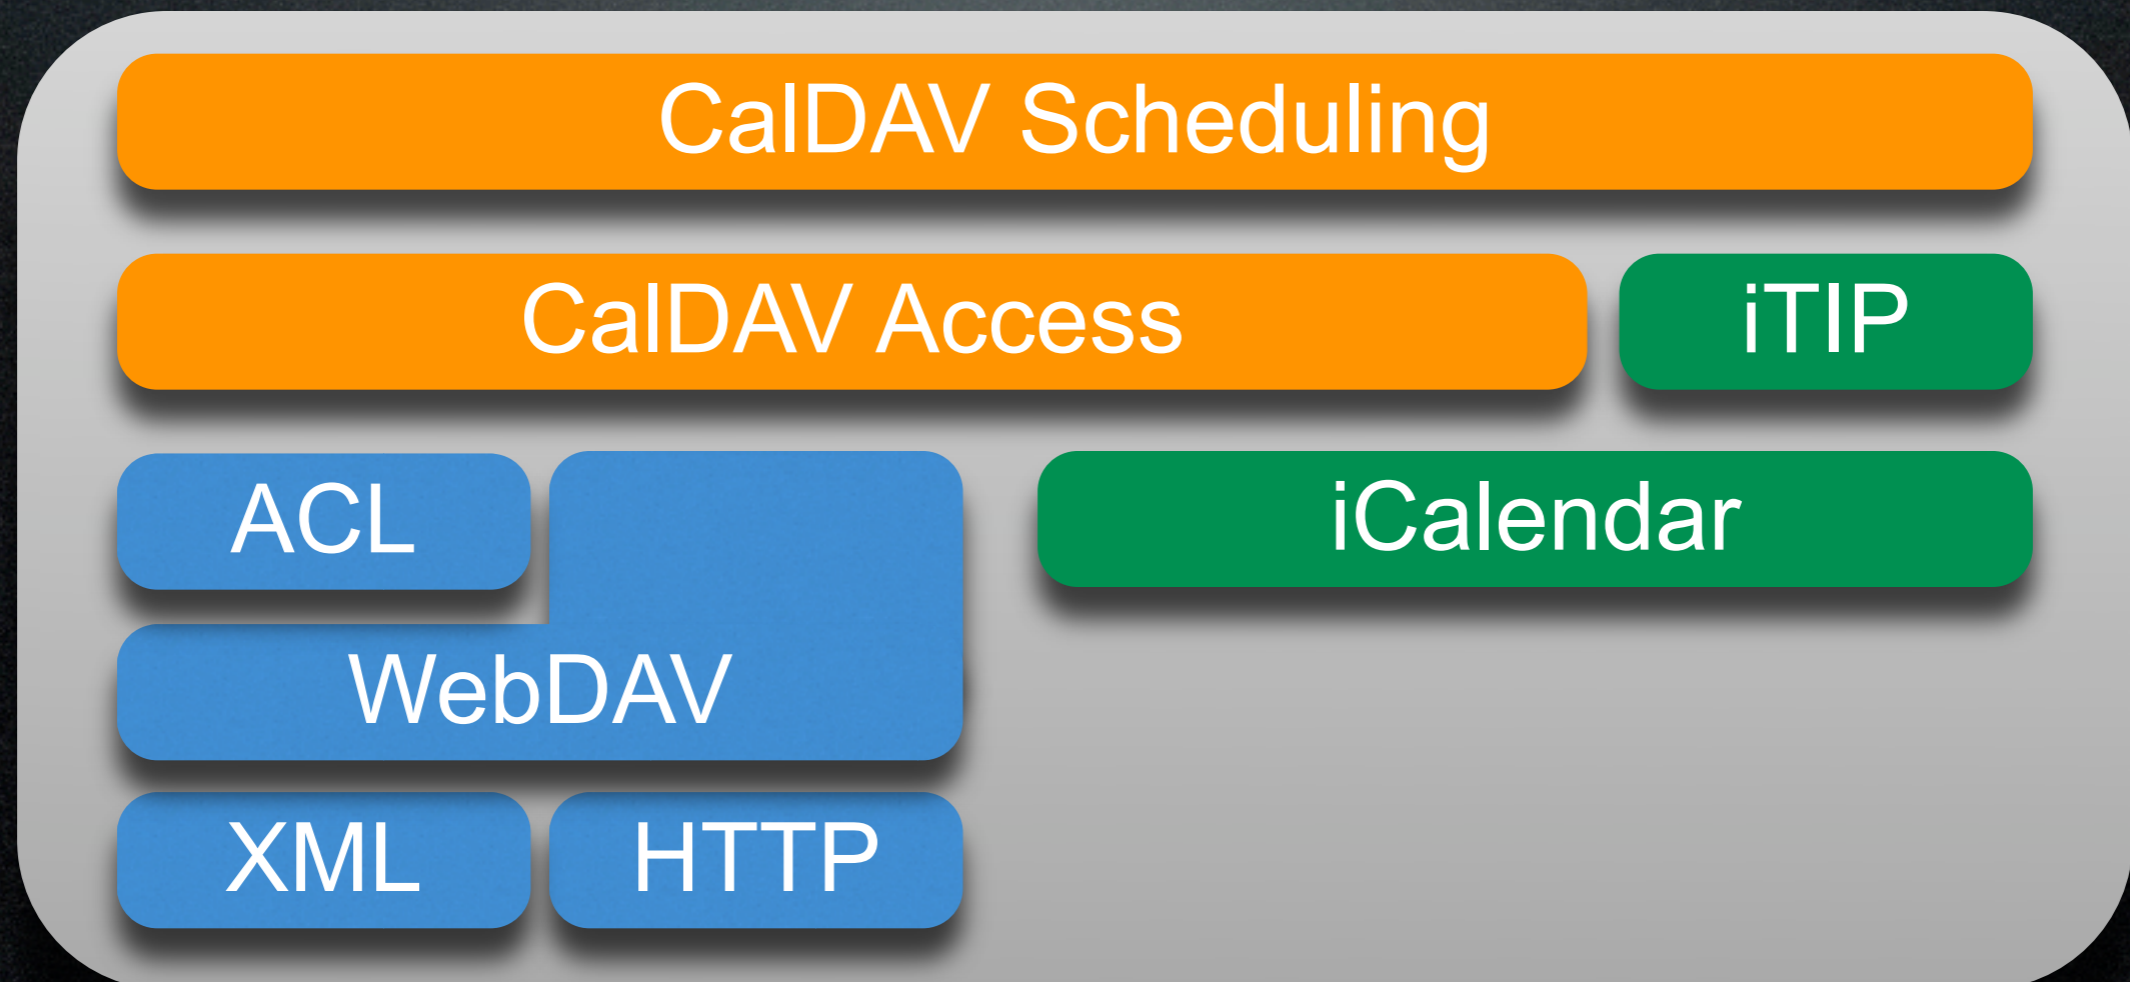 CalDAV Scheduling
CalDAV Access
iTIP
ACL
iCalendar
WebDAV
XML
HTTP